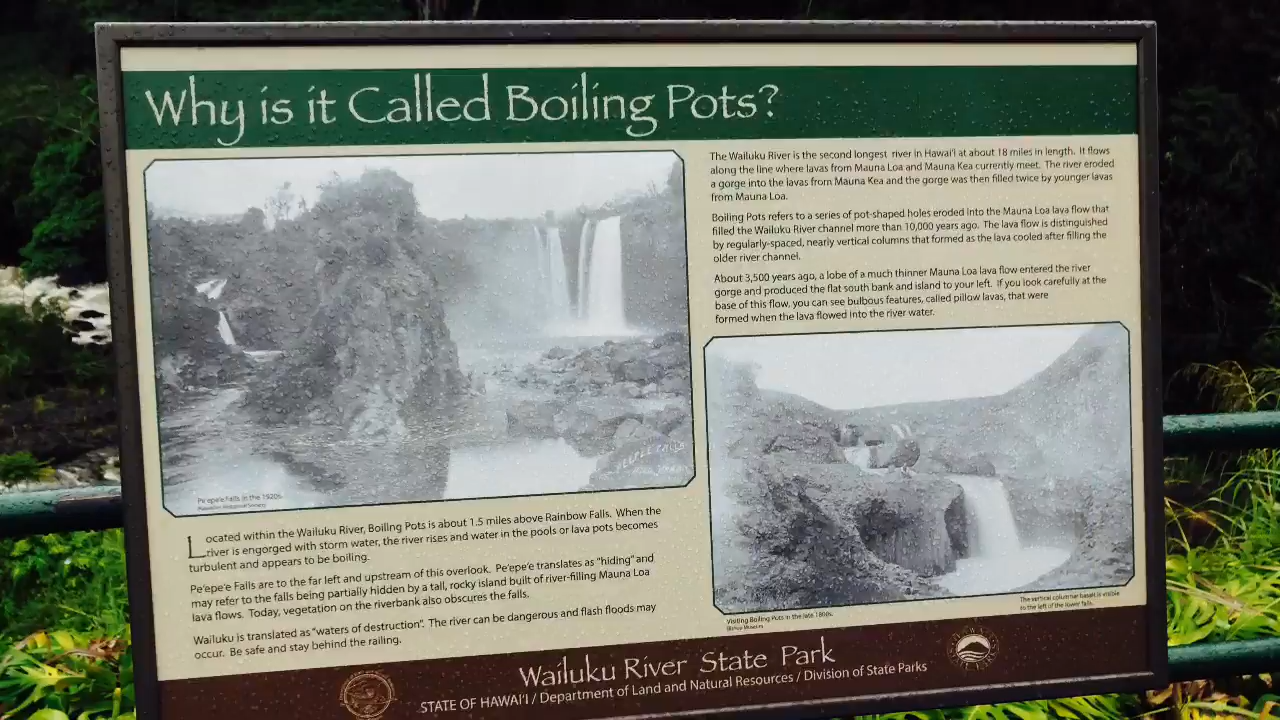 Why is it Called Boiling Pots?
The Wailuku River is the second longest river in Hawai'i at about 18 miles in length. It flows
along the line where lavas from Mauna Loa and Mauna Kea currently meet. The river eroded
a gorge into the lavas from Mauna Kea and the gorge was then filled twice by younger lavas
from Mauna Loa.
Boiling Pots refers to a series of pot-shaped holes eroded into the Mauna Loa lava flow that
filled the Wailuku River channel more than 10,000 years ago. The lava flow is distinguished
by regularly-spaced, nearly vertical columns that formed as the lava cooled after filling the
older river channel.
About 3,500 years ago, a lobe of a much thinner Mauna Loa lava flow entered the river
gorge and produced the flat south bank and island to your left. If you look carefully at the
base of this flow, you can see bulbous features, called pillow lavas, that were
formed when the lava flowed into the river water.
PEEPEE FALLS
Pe'epe'e Falls in the 1920s.
Located within the Wailuku River, Boiling Pots is about 1.5 miles above Rainbow Falls. When the
river is engorged with storm water, the river rises and water in the pools or lava pots becomes
turbulent and appears to be boiling.
Pe'epe'e Falls are to the far left and upstream of this overlook. Pe'epe'e translates as "hiding" and
may refer to the falls being partially hidden by a tall, rocky island built of river-filling Mauna Loa
lava flows. Today, vegetation on the riverbank also obscures the falls.
Wailuku is translated as "waters of destruction". The river can be dangerous and flash floods may
occur. Be safe and stay behind the railing.
Visiting Boiling Pots in the late 1800s.
Bishop Museum
The vertical columnar basalt is visible
to the left of the lower falls.
Wailuku River State Park
STATE OF HAWAI'I / Department of Land and Natural Resources / Division of State Parks